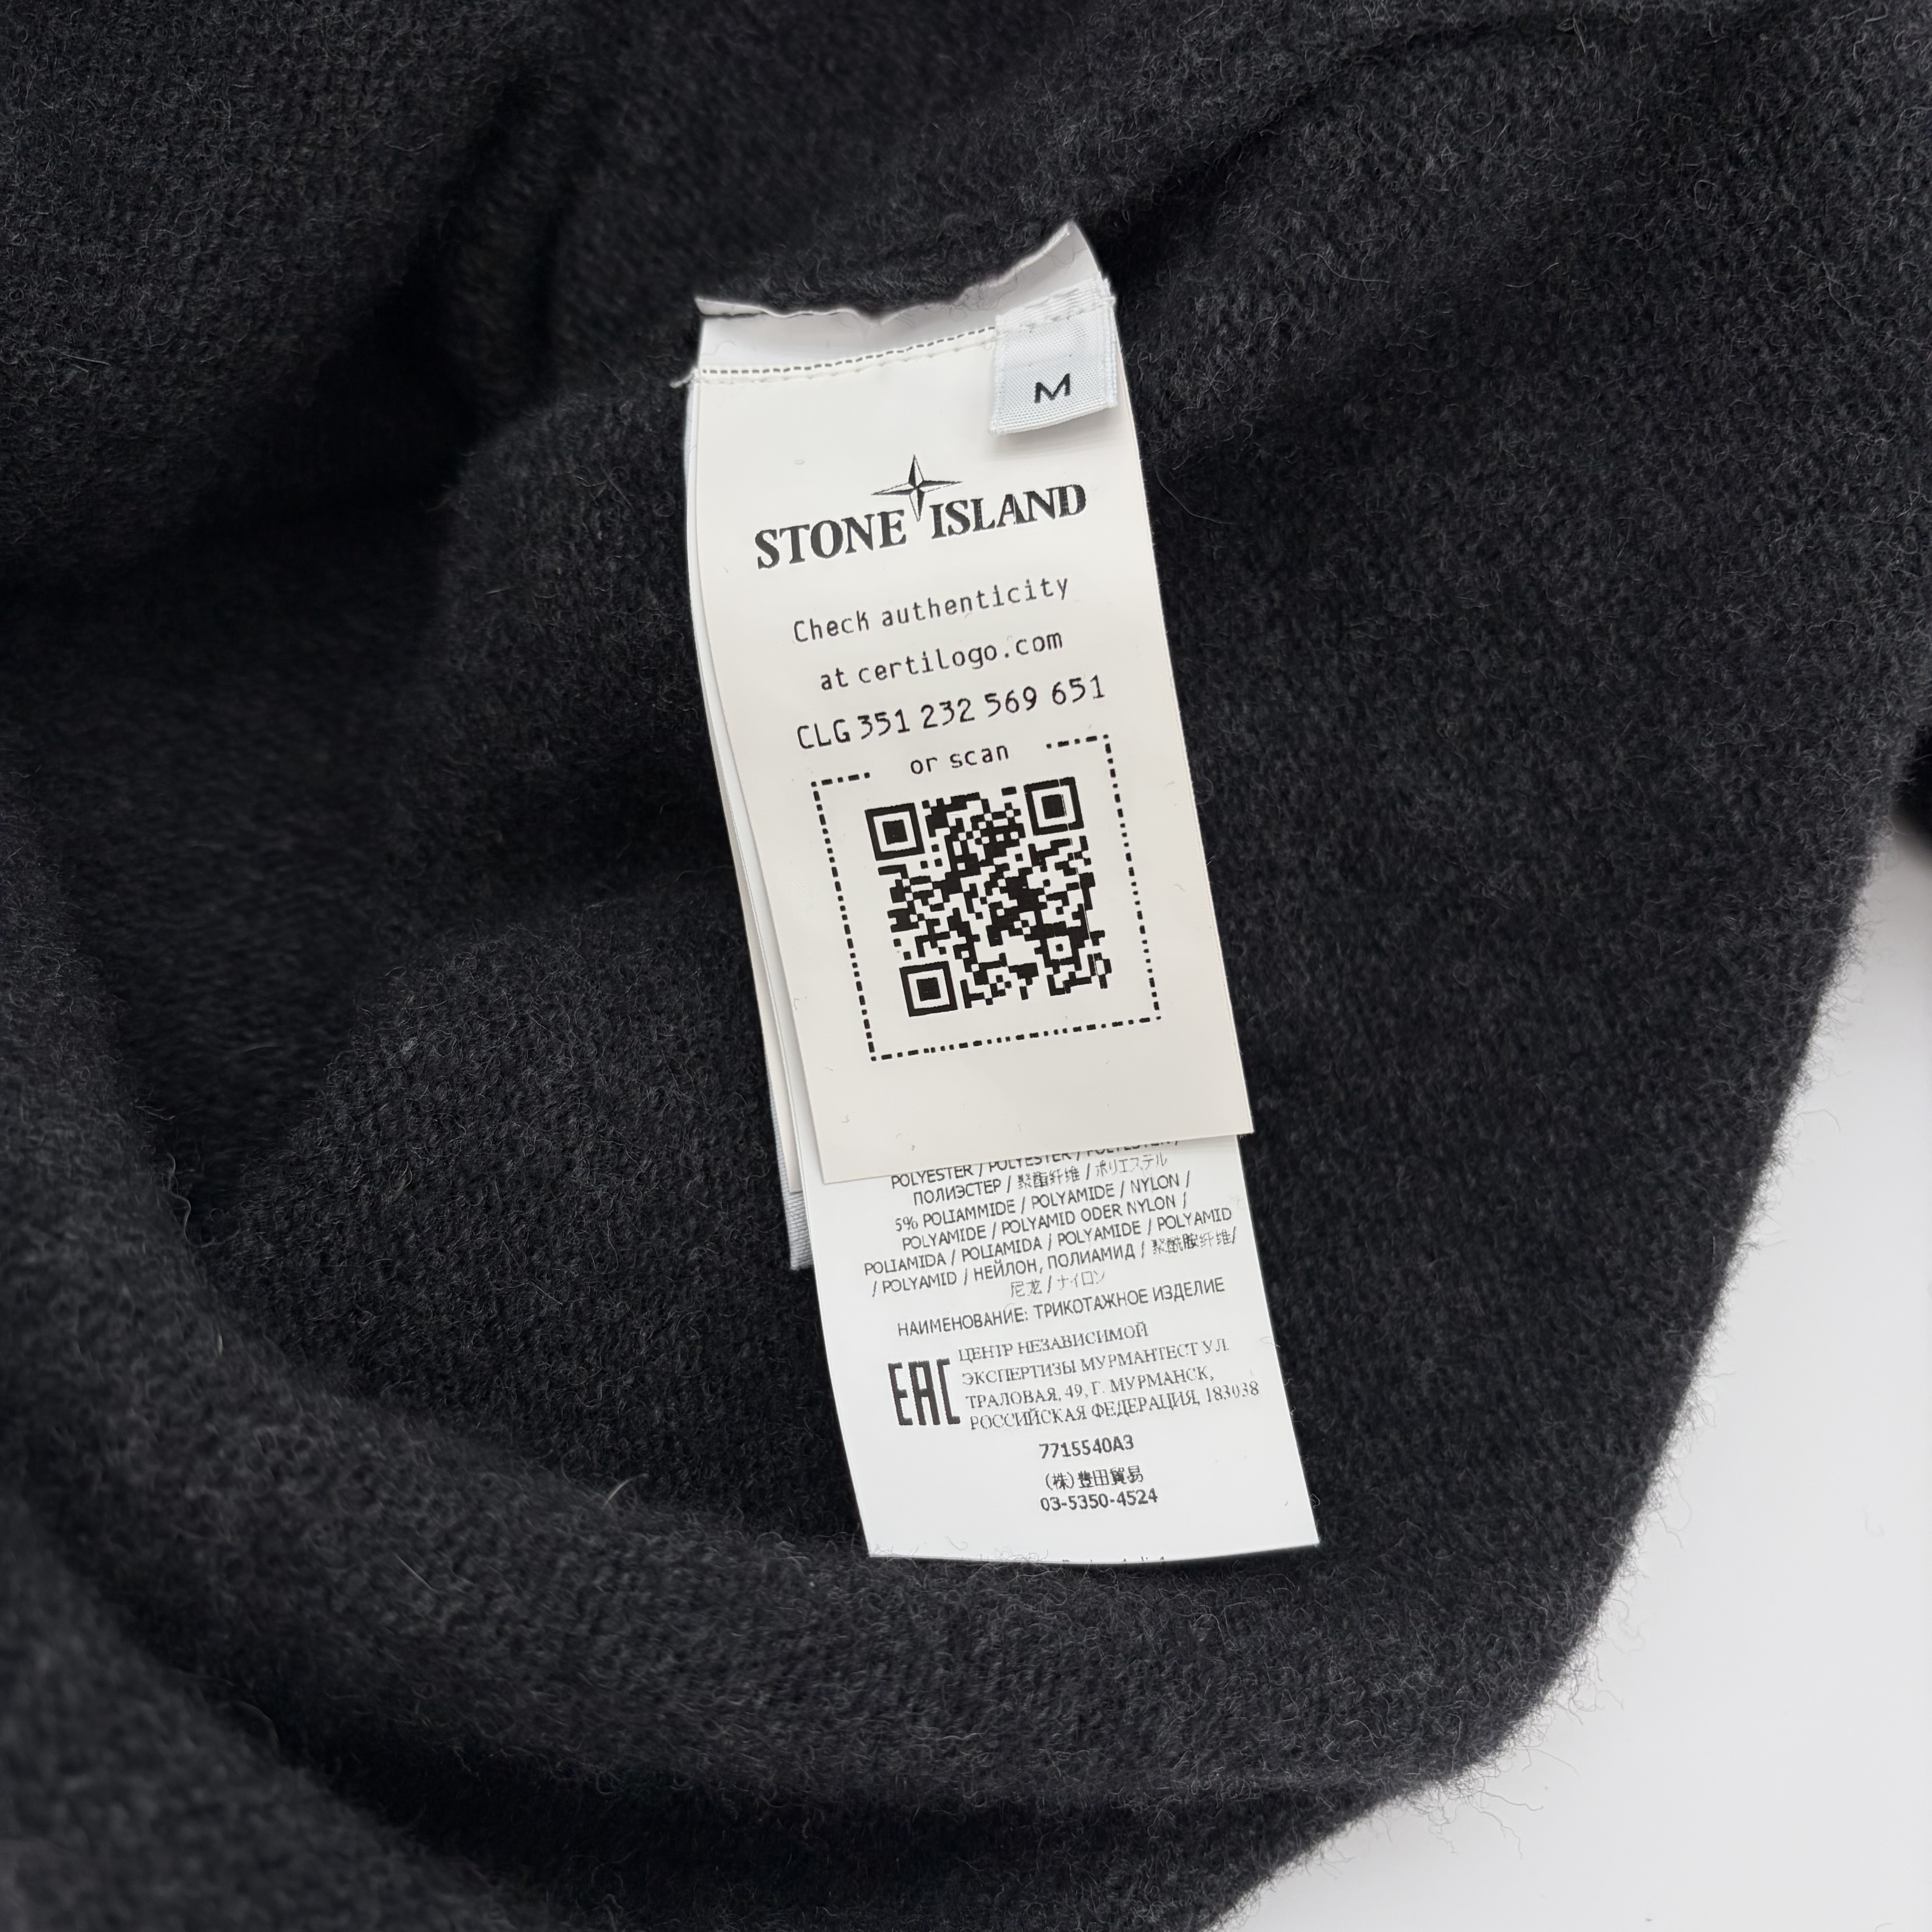 M
STONE ISLAND
Check authenticity
at certilogo.com
CLG 351 232 569 651
or scan
POLYESTER / POLYESTER / POLYESTER /
ПОЛИЭСТЕР / 聚酯纤维 / ポリエステル
5% POLIAMMIDE / POLYAMIDE / NYLON /
POLYAMIDE / POLYAMID ODER NYLON /
POLIAMIDA / POLIAMIDA / POLYAMIDE / POLYAMID
/ POLYAMID / НЕЙЛОН, ПОЛИАМИД / 聚酰胺纤维/
尼龙 / ナイロン
НАИМЕНОВАНИЕ: ТРИКОТАЖНОЕ ИЗДЕЛИЕ
EAC
ЦЕНТР НЕЗАВИСИМОЙ
ЭКСПЕРТИЗЫ МУРМАНТЕСТ УЛ.
ТРАЛОВАЯ, 49, Г. МУРМАНСК,
РОССИЙСКАЯ ФЕДЕРАЦИЯ, 183038
7715540A3
(株)豊田貿易
03-5350-4524